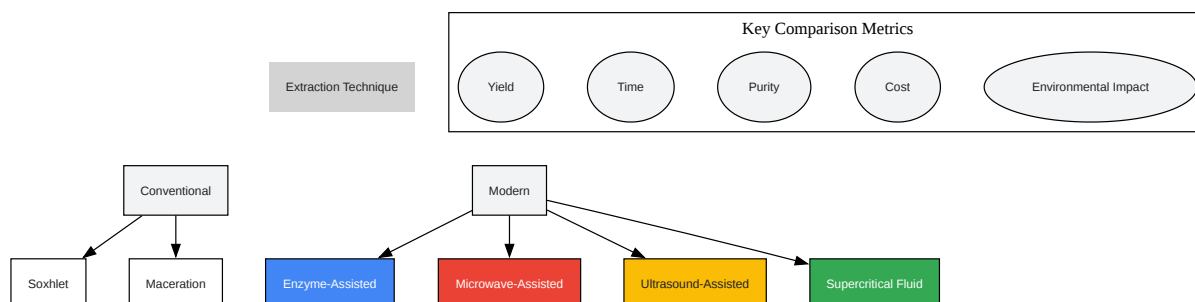 Key Comparison Metrics
Extraction Technique
Yield
Time
Purity
Cost
Environmental Impact
Conventional
Modern
Soxhlet
Maceration
Enzyme-Assisted
Microwave-Assisted
Ultrasound-Assisted
Supercritical Fluid